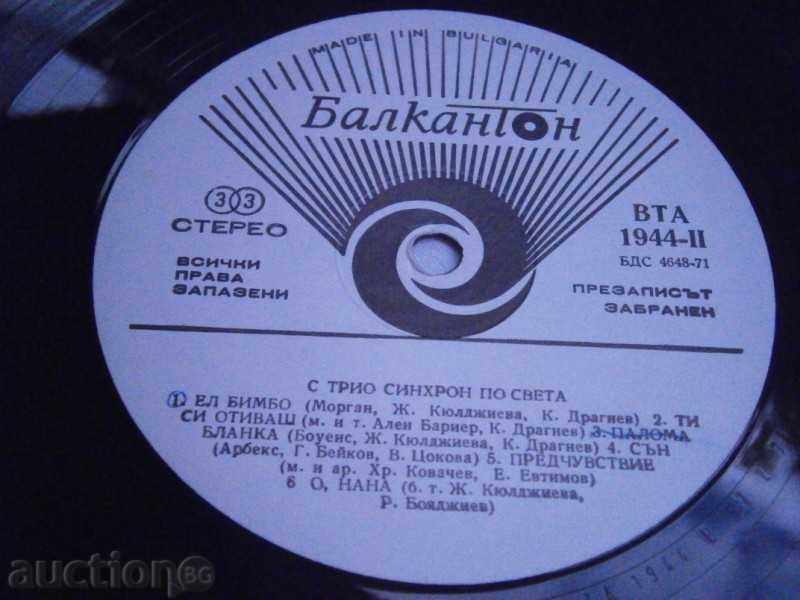 MADE IN BULGARIA
Балкантон
33
СТЕРЕО
ВСИЧКИ
ПРАВА
ЗАПАЗЕНИ
ВТА
1944-II
БДС 4648-71
ПРЕЗАПИСЪТ
ЗАБРАНЕН
С ТРИО СИНХРОН ПО СВЕТА
1. ЕЛ БИМБО (Морган, Ж. Кюлджиева, К. Драгнев) 2. ТИ
СИ ОТИВАШ (м. и т. Ален Бариер, К. Драгнев) 3. ПАЛОМА
БЛАНКА (Боуенс, Ж. Кюлджиева, К. Драгнев) 4. СЪН
(Арбекс, Г. Бейков, В. Цокова) 5. ПРЕДЧУВСТВИЕ
(м. и ар. Хр. Ковачев, Е. Евтимов)
6 О, НАНА (б. т. Ж. Кюлджиева,
Р. Бояджиев)
auction BG